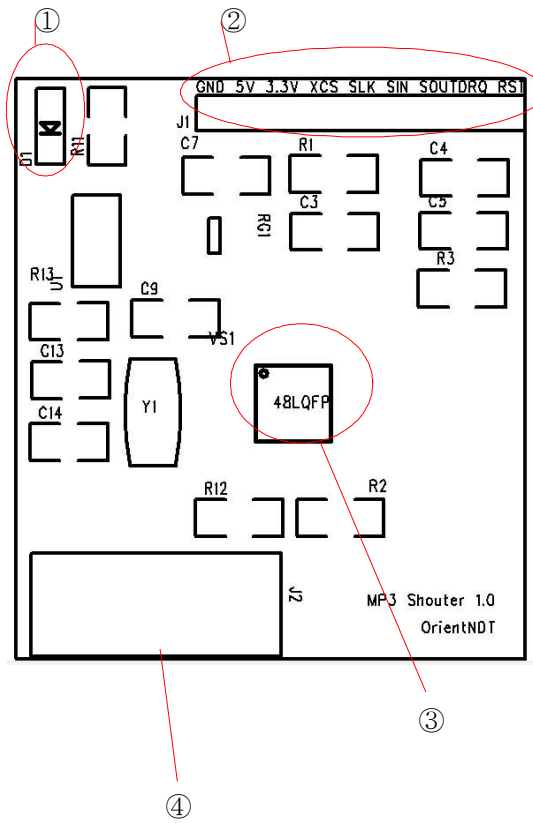 ① ②
GND 5V 3.3V XCS SLK SIN SOUTDRQ RST
J1
D1 R11 C7 R1 C4
C3 C5
RG1
R3
R13 U1 C9
VS1
C13
C14 Y1 48LQFP
R12 R2
J2
MP3 Shouter 1.0
OrientNDT
③
④